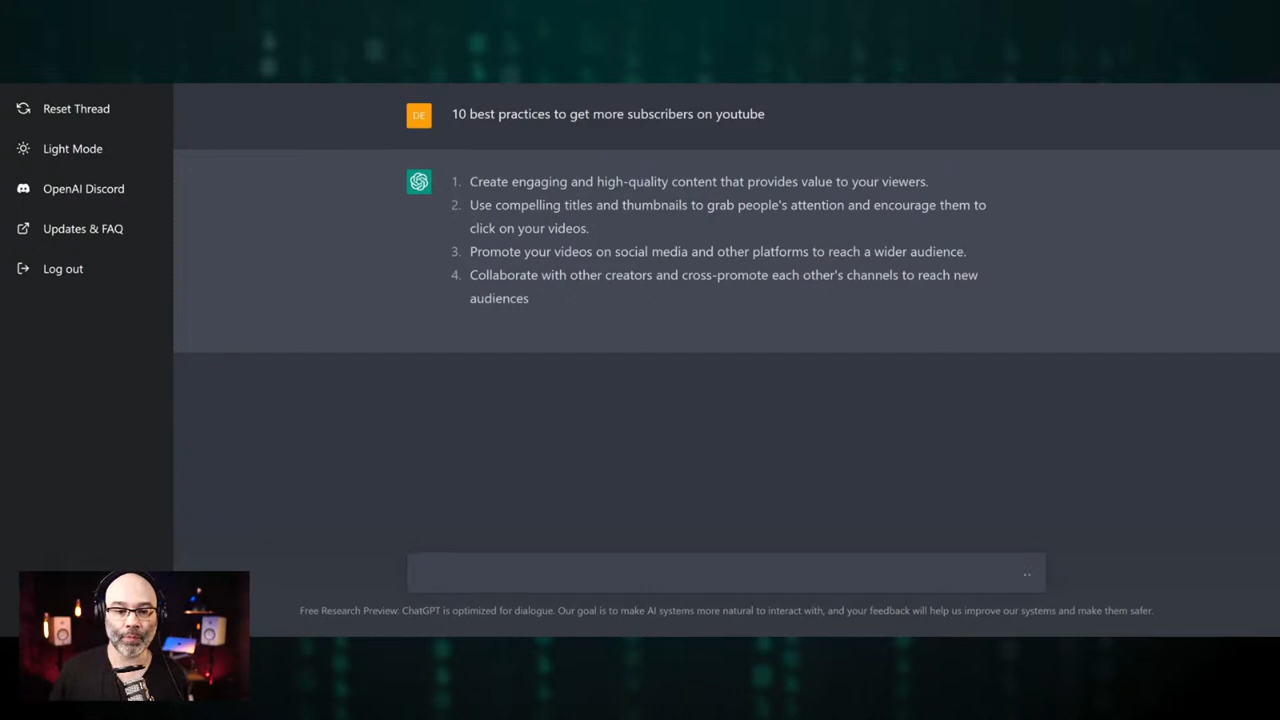 Reset Thread
Light Mode
OpenAI Discord
Updates & FAQ
Log out
DE
10 best practices to get more subscribers on youtube
1. Create engaging and high-quality content that provides value to your viewers.
2. Use compelling titles and thumbnails to grab people's attention and encourage them to
click on your videos.
3. Promote your videos on social media and other platforms to reach a wider audience.
4. Collaborate with other creators and cross-promote each other's channels to reach new
audiences
..
Free Research Preview: ChatGPT is optimized for dialogue. Our goal is to make AI systems more natural to interact with, and your feedback will help us improve our systems and make them safer.